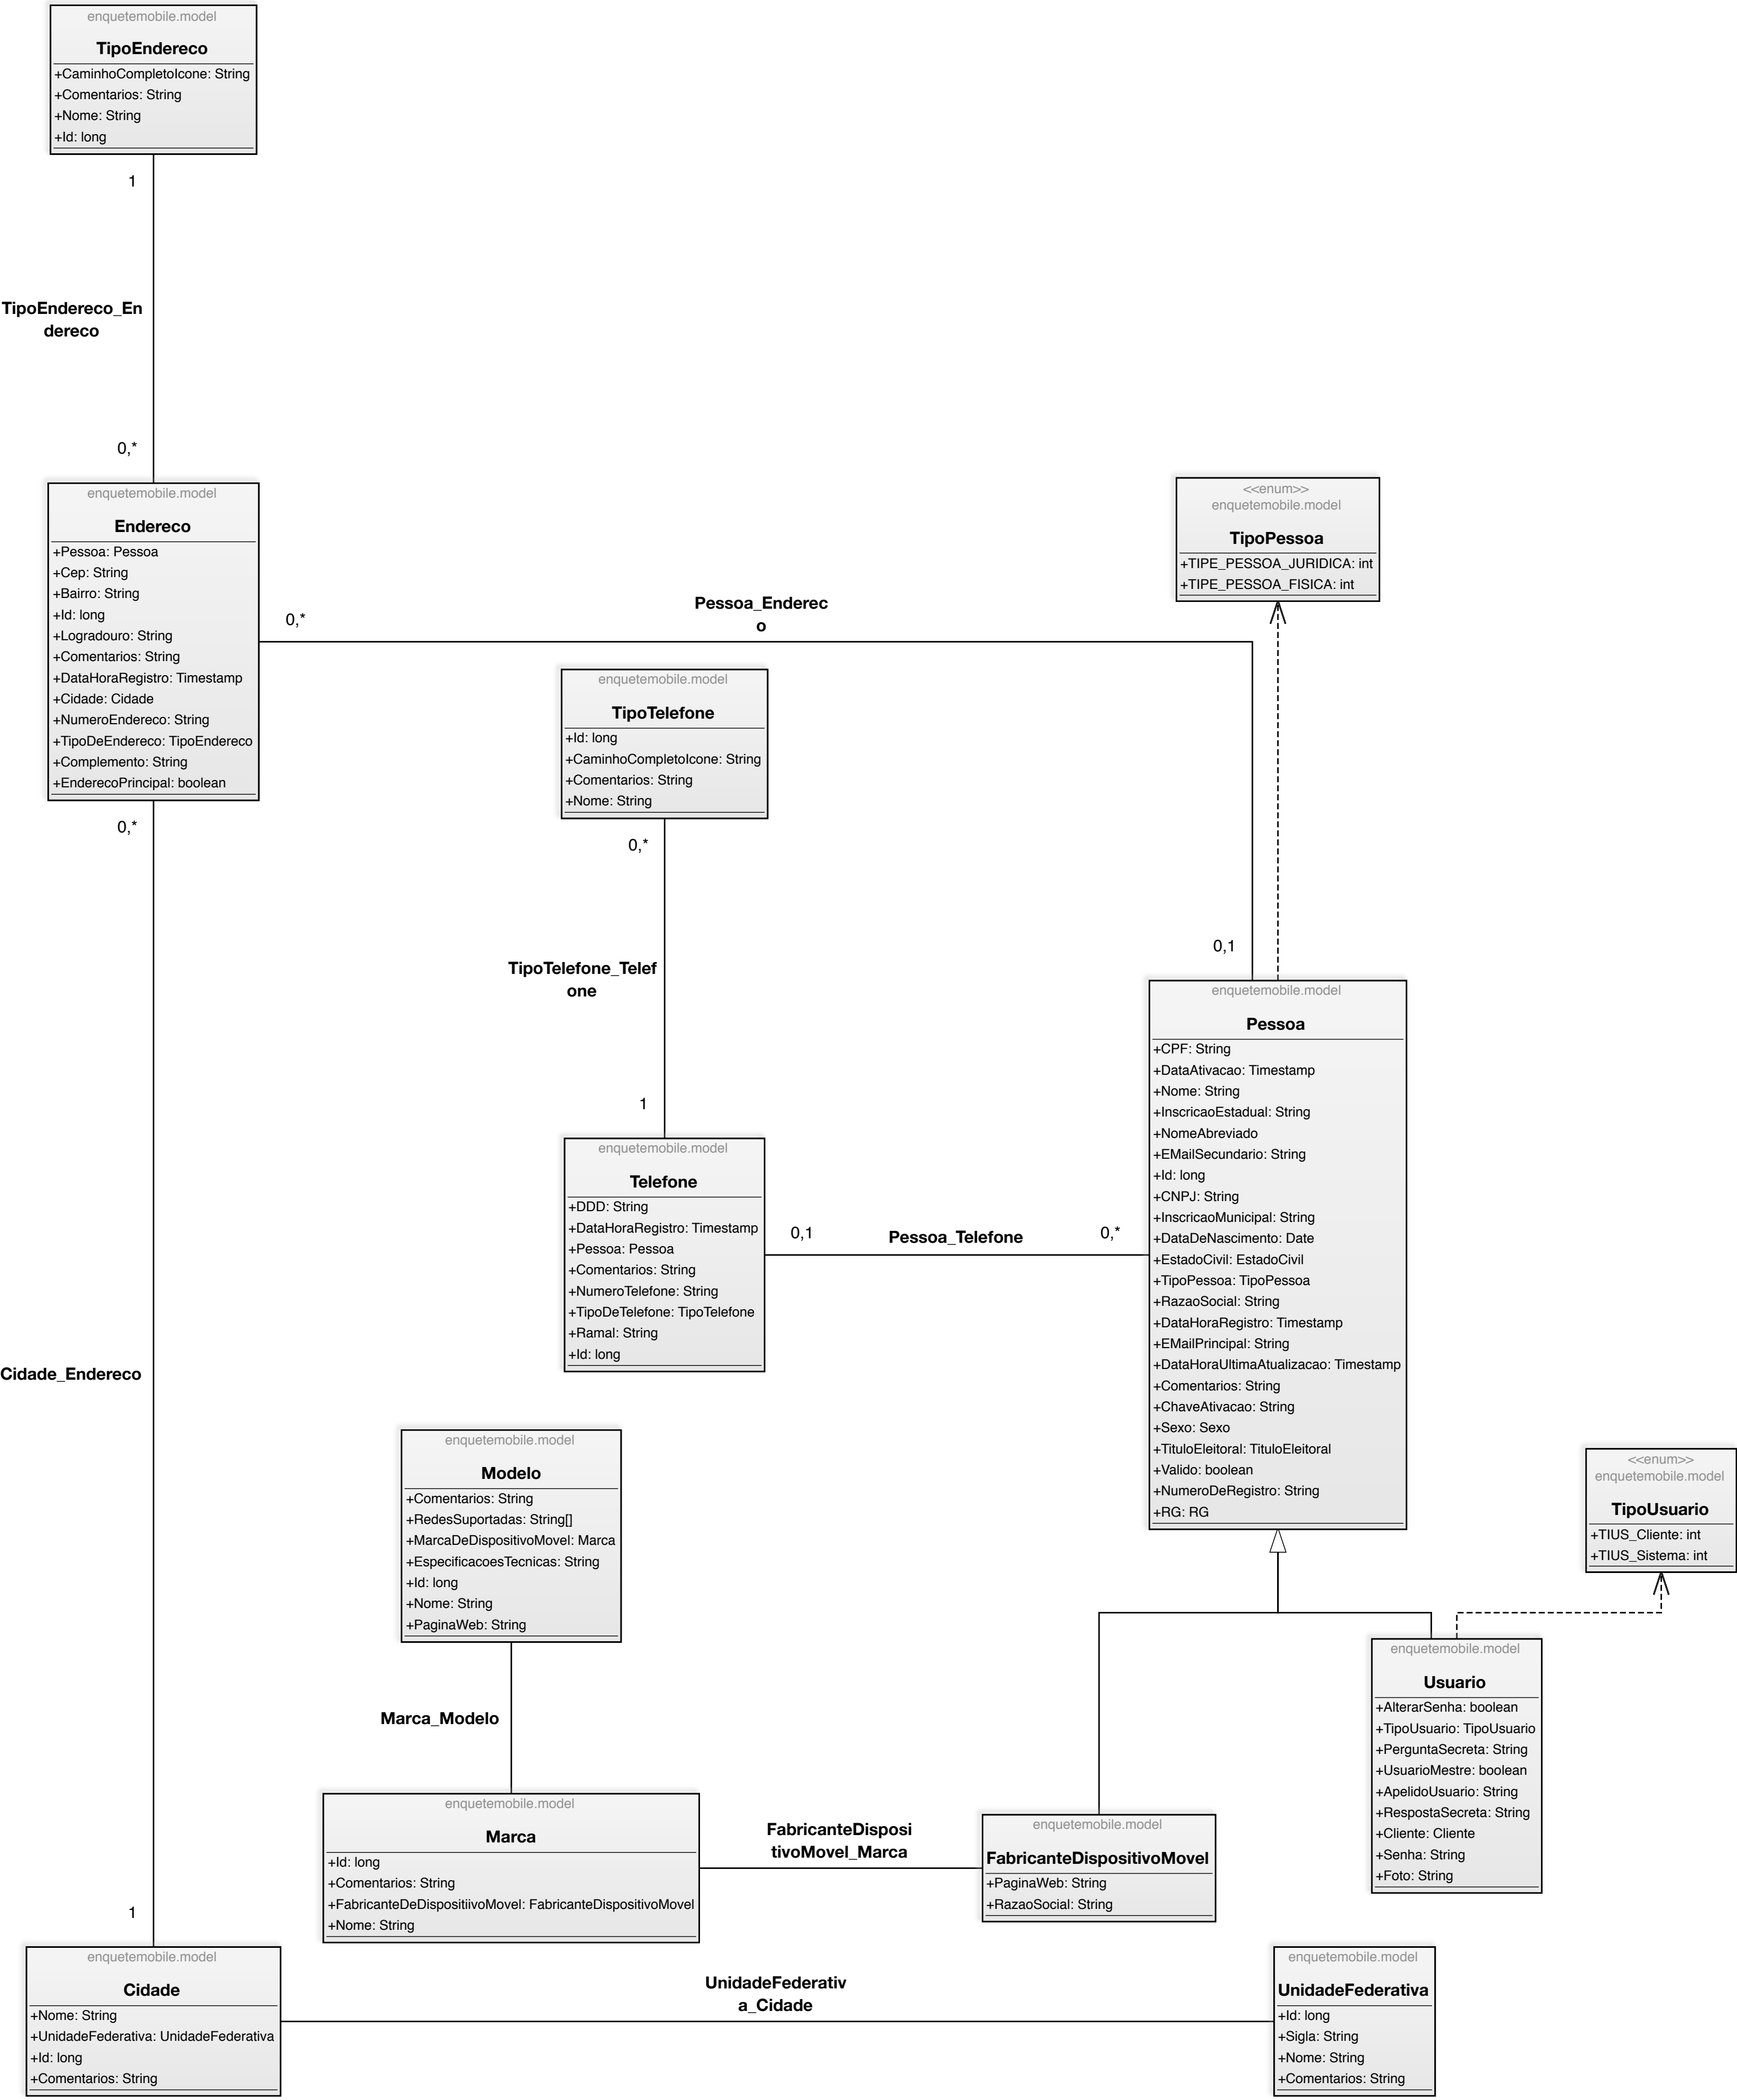 enquetemobile.model
TipoEndereco
+CaminhoCompletoIcone: String
+Comentarios: String
+Nome: String
+Id: long
1
TipoEndereco_En
dereco
0,*
enquetemobile.model
Endereco
+Pessoa: Pessoa
+Cep: String
+Bairro: String
+Id: long
+Logradouro: String
+Comentarios: String
+DataHoraRegistro: Timestamp
+Cidade: Cidade
+NumeroEndereco: String
+TipoDeEndereco: TipoEndereco
+Complemento: String
+EnderecoPrincipal: boolean
0,*
Pessoa_Enderec
o
0,1
<<enum>>
enquetemobile.model
TipoPessoa
+TIPE_PESSOA_JURIDICA: int
+TIPE_PESSOA_FISICA: int
enquetemobile.model
TipoTelefone
+Id: long
+CaminhoCompletoIcone: String
+Comentarios: String
+Nome: String
0,*
TipoTelefone_Telef
one
1
enquetemobile.model
Telefone
+DDD: String
+DataHoraRegistro: Timestamp
+Pessoa: Pessoa
+Comentarios: String
+NumeroTelefone: String
+TipoDeTelefone: TipoTelefone
+Ramal: String
+Id: long
0,1
Pessoa_Telefone
0,*
enquetemobile.model
Pessoa
+CPF: String
+DataAtivacao: Timestamp
+Nome: String
+InscricaoEstadual: String
+NomeAbreviado
+EMailSecundario: String
+Id: long
+CNPJ: String
+InscricaoMunicipal: String
+DataDeNascimento: Date
+EstadoCivil: EstadoCivil
+TipoPessoa: TipoPessoa
+RazaoSocial: String
+DataHoraRegistro: Timestamp
+EMailPrincipal: String
+DataHoraUltimaAtualizacao: Timestamp
+Comentarios: String
+ChaveAtivacao: String
+Sexo: Sexo
+TituloEleitoral: TituloEleitoral
+Valido: boolean
+NumeroDeRegistro: String
+RG: RG
0,*
Cidade_Endereco
1
enquetemobile.model
Modelo
+Comentarios: String
+RedesSuportadas: String[]
+MarcaDeDispositivoMovel: Marca
+EspecificacoesTecnicas: String
+Id: long
+Nome: String
+PaginaWeb: String
Marca_Modelo
<<enum>>
enquetemobile.model
TipoUsuario
+TIUS_Cliente: int
+TIUS_Sistema: int
enquetemobile.model
Usuario
+AlterarSenha: boolean
+TipoUsuario: TipoUsuario
+PerguntaSecreta: String
+UsuarioMestre: boolean
+ApelidoUsuario: String
+RespostaSecreta: String
+Cliente: Cliente
+Senha: String
+Foto: String
enquetemobile.model
Marca
+Id: long
+Comentarios: String
+FabricanteDeDispositiivoMovel: FabricanteDispositivoMovel
+Nome: String
FabricanteDisposi
tivoMovel_Marca
enquetemobile.model
FabricanteDispositivoMovel
+PaginaWeb: String
+RazaoSocial: String
enquetemobile.model
Cidade
+Nome: String
+UnidadeFederativa: UnidadeFederativa
+Id: long
+Comentarios: String
UnidadeFederativ
a_Cidade
enquetemobile.model
UnidadeFederativa
+Id: long
+Sigla: String
+Nome: String
+Comentarios: String